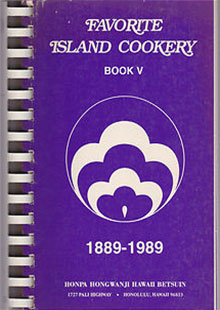 FAVORITE
ISLAND COOKERY
BOOK V
1889-1989
HONPA HONGWANJI HAWAII BETSUIN
1727 PALI HIGHWAY • HONOLULU, HAWAII 96813